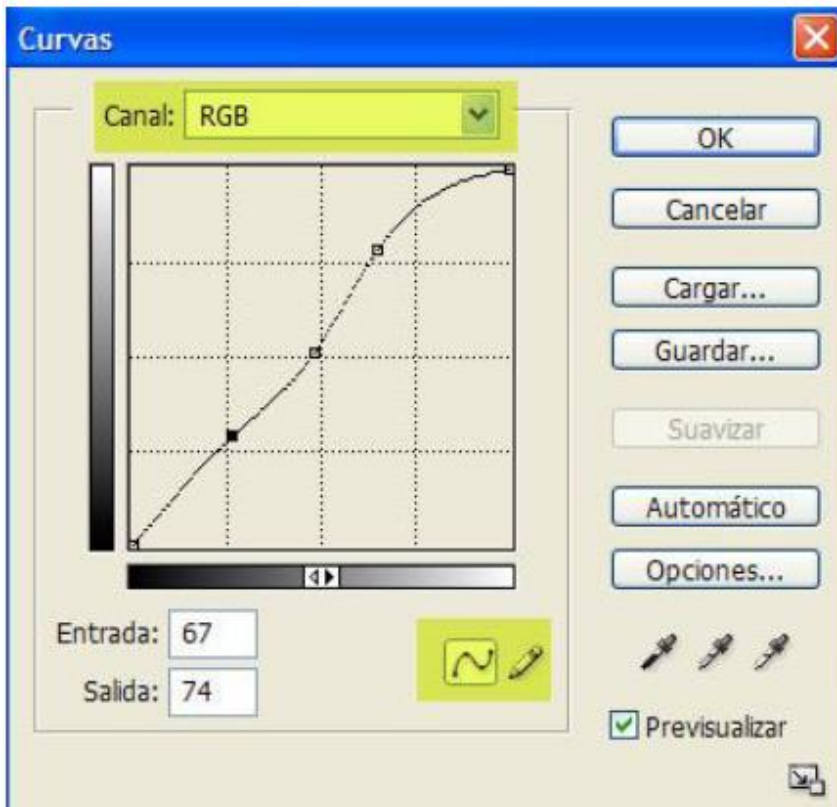 Curvas
Canal: RGB
OK
Cancelar
Cargar...
Guardar...
Suavizar
Automático
Opciones...
Entrada: 67
Salida: 74
Previsualizar